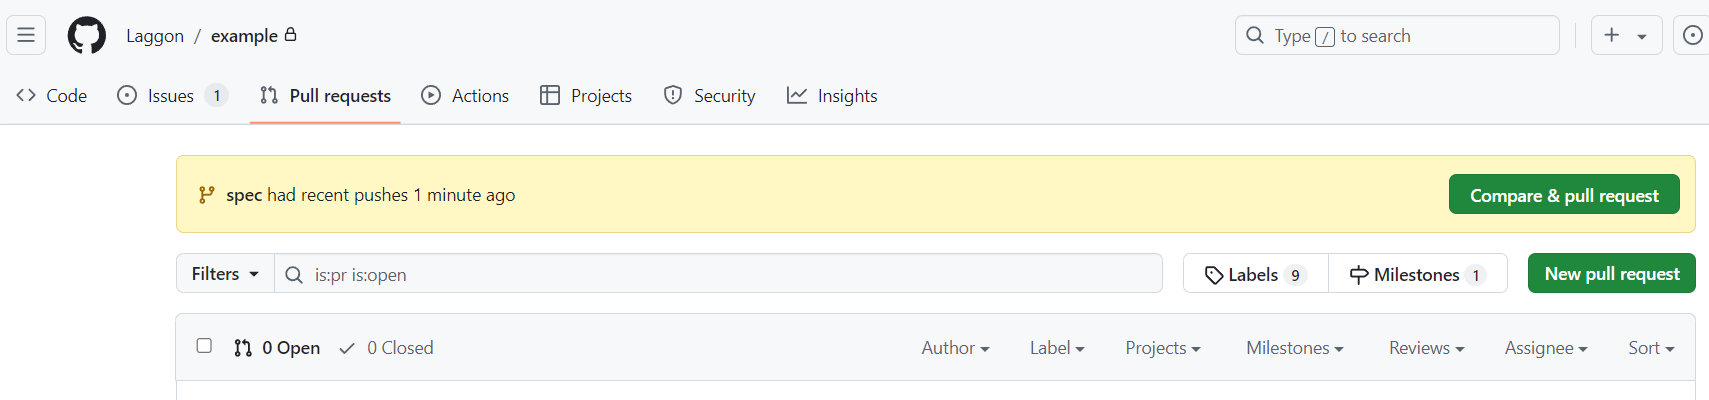 Laggon / example Type / to search
Code Issues 1 Pull requests Actions Projects Security Insights
spec had recent pushes 1 minute ago Compare & pull request
Filters is:pr is:open Labels 9 Milestones 1 New pull request
0 Open 0 Closed Author Label Projects Milestones Reviews Assignee Sort